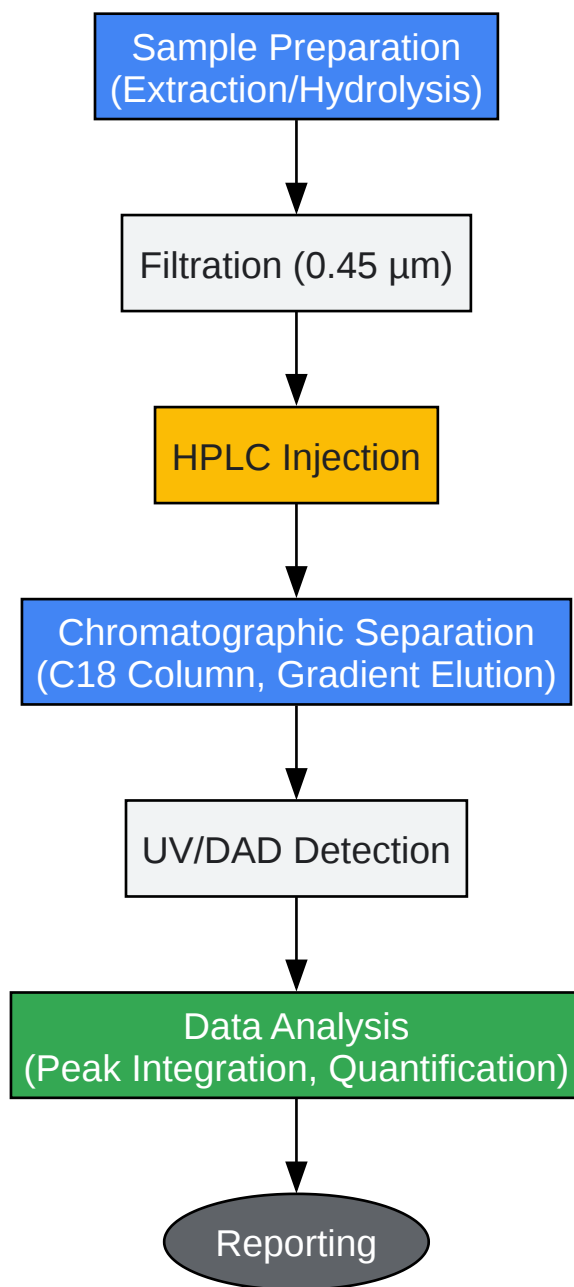 Sample Preparation
(Extraction/Hydrolysis)
Filtration (0.45 µm)
HPLC Injection
Chromatographic Separation
(C18 Column, Gradient Elution)
UV/DAD Detection
Data Analysis
(Peak Integration, Quantification)
Reporting